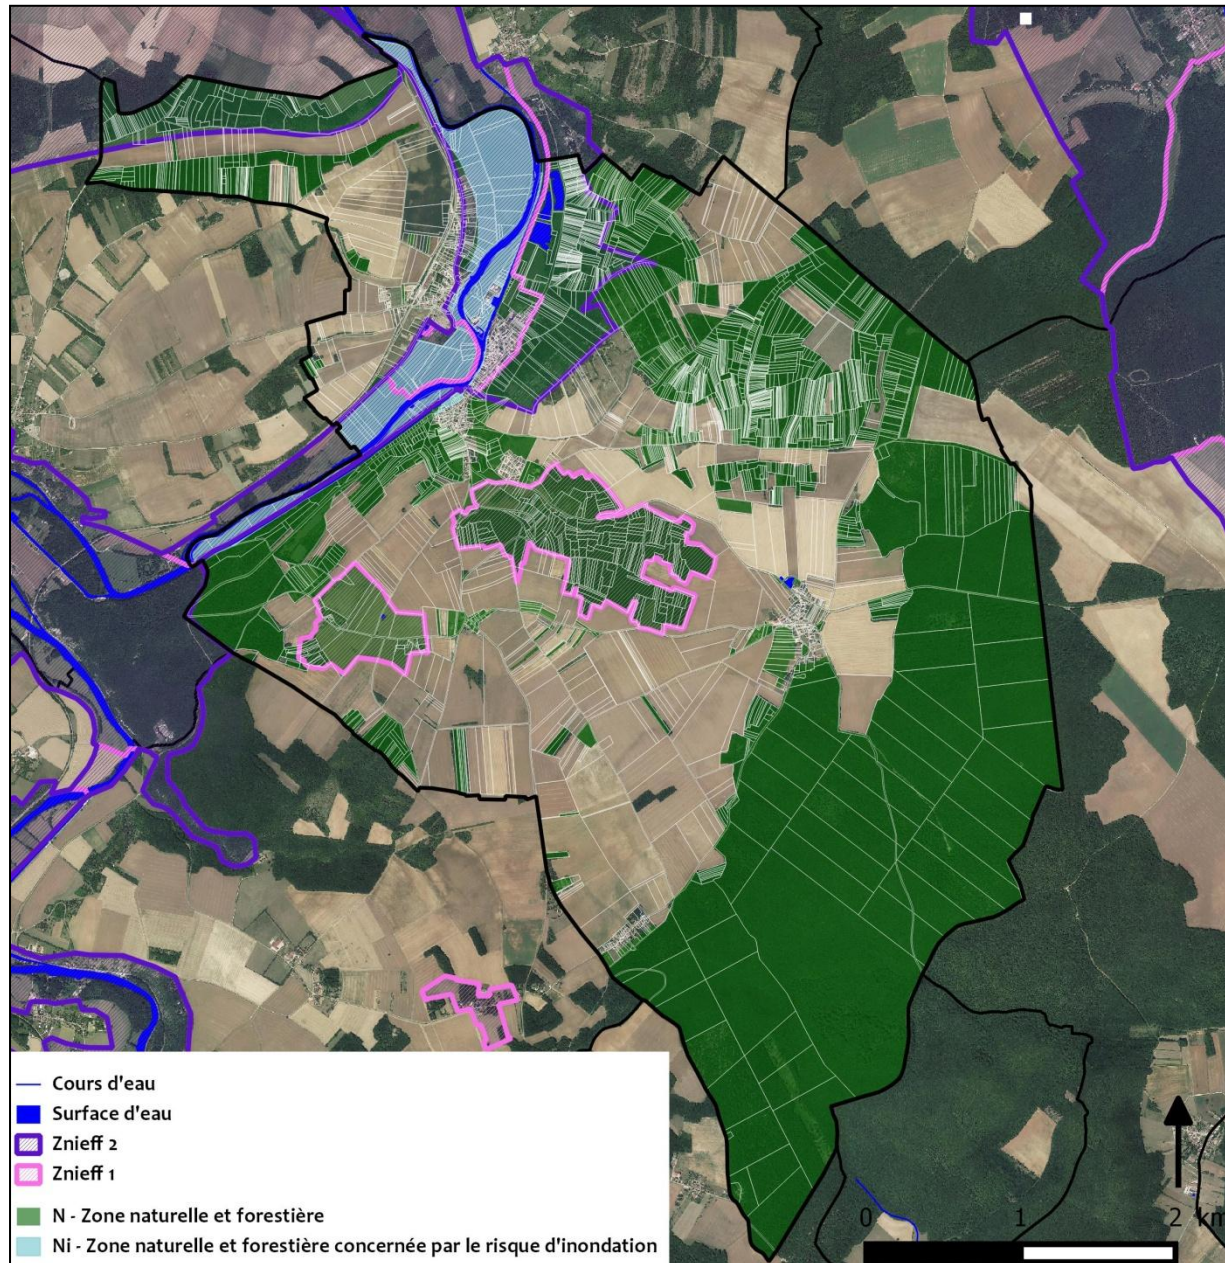 Cours d'eau
Surface d'eau
Znieff 2
Znieff 1
N - Zone naturelle et forestière
Ni - Zone naturelle et forestière concernée par le risque d'inondation
0 1 2 km